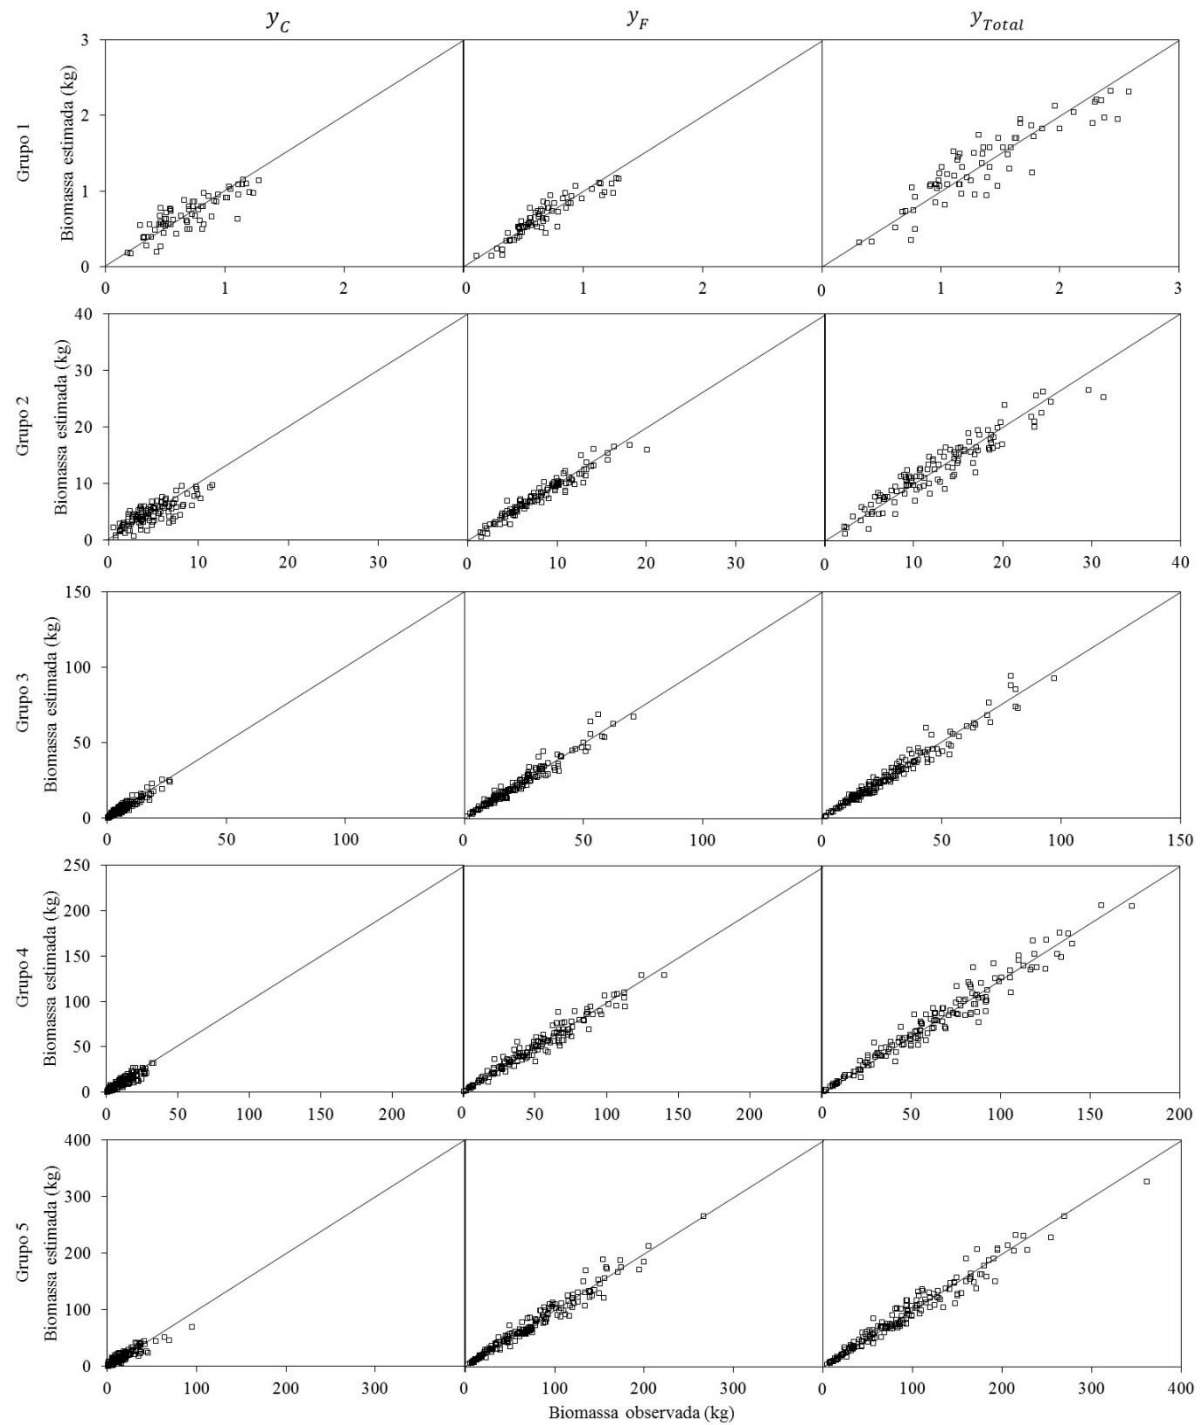 y_C y_F y_Total
Grupo 1
Biomassa estimada (kg)
3
2
1
0
0 1 2 0 1 2 0 1 2 3
Grupo 2
Biomassa estimada (kg)
40
30
20
10
0
0 10 20 30 0 10 20 30 0 10 20 30 40
Grupo 3
Biomassa estimada (kg)
150
100
50
0
0 50 100 0 50 100 0 50 100 150
Grupo 4
Biomassa estimada (kg)
250
200
150
100
50
0
0 50 100 150 200 0 50 100 150 200 0 50 100 150 200
Grupo 5
Biomassa estimada (kg)
400
300
200
100
0
0 100 200 300 0 100 200 300 0 100 200 300 400
Biomassa observada (kg)